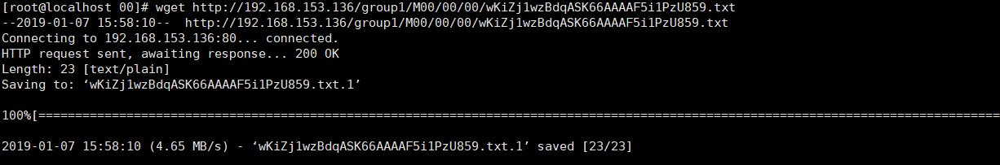 [root@localhost 00]# wget http://192.168.153.136/group1/M00/00/00/wKiZj1wzBdqASK66AAAAF5i1PzU859.txt
--2019-01-07 15:58:10--  http://192.168.153.136/group1/M00/00/00/wKiZj1wzBdqASK66AAAAF5i1PzU859.txt
Connecting to 192.168.153.136:80... connected.
HTTP request sent, awaiting response... 200 OK
Length: 23 [text/plain]
Saving to: ‘wKiZj1wzBdqASK66AAAAF5i1PzU859.txt.1’
100%[====================================================================================================================================
2019-01-07 15:58:10 (4.65 MB/s) - ‘wKiZj1wzBdqASK66AAAAF5i1PzU859.txt.1’ saved [23/23]